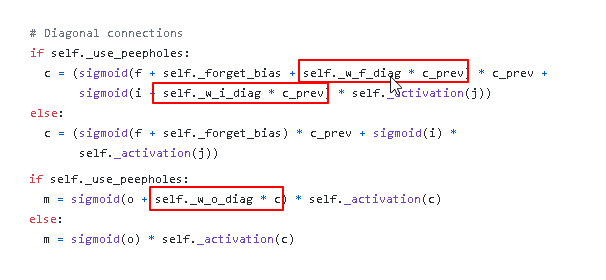 # Diagonal connections
if self._use_peepholes:
c = (sigmoid(f + self._forget_bias + self._w_f_diag * c_prev) * c_prev +
sigmoid(i + self._w_i_diag * c_prev) * self._activation(j))
else:
c = (sigmoid(f + self._forget_bias) * c_prev + sigmoid(i) *
self._activation(j))
if self._use_peepholes:
m = sigmoid(o + self._w_o_diag * c) * self._activation(c)
else:
m = sigmoid(o) * self._activation(c)